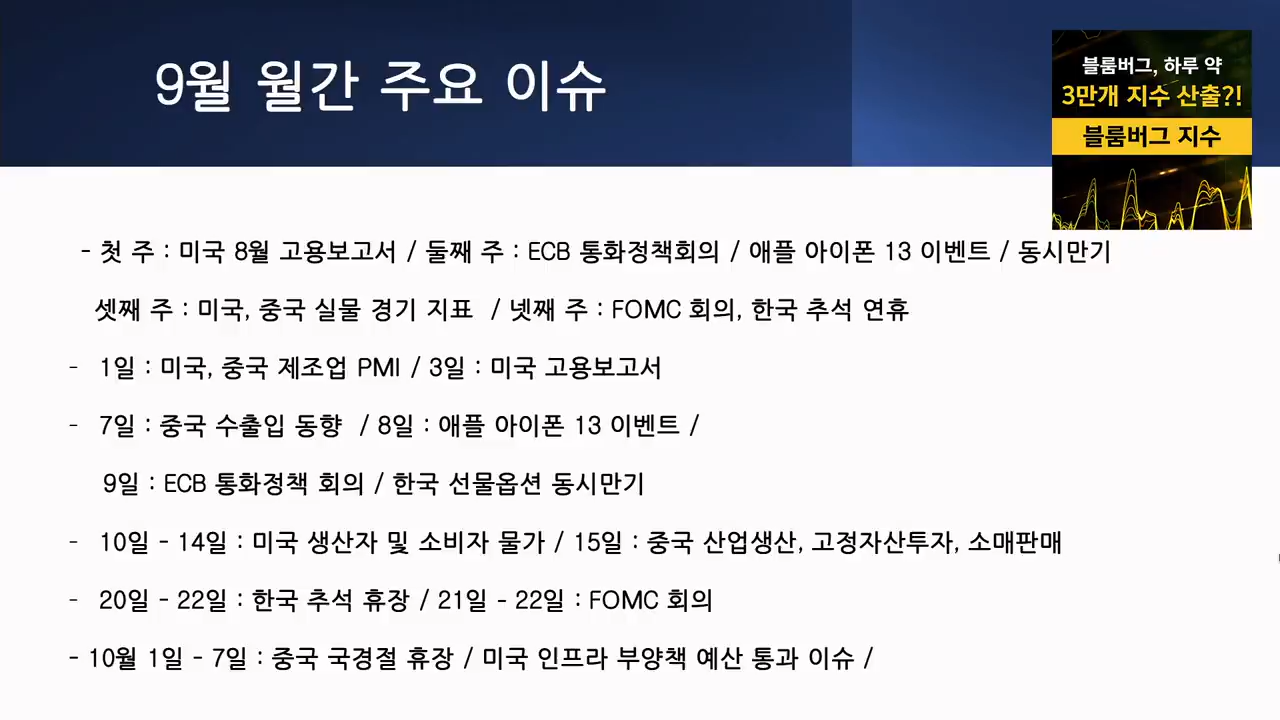 9월 월간 주요 이슈
블룸버그, 하루 약
3만개 지수 산출?!
블룸버그 지수
- 첫 주 : 미국 8월 고용보고서 / 둘째 주 : ECB 통화정책회의 / 애플 아이폰 13 이벤트 / 동시만기
셋째 주 : 미국, 중국 실물 경기 지표 / 넷째 주 : FOMC 회의, 한국 추석 연휴
- 1일 : 미국, 중국 제조업 PMI / 3일 : 미국 고용보고서
- 7일 : 중국 수출입 동향 / 8일 : 애플 아이폰 13 이벤트 /
9일 : ECB 통화정책 회의 / 한국 선물옵션 동시만기
- 10일 - 14일 : 미국 생산자 및 소비자 물가 / 15일 : 중국 산업생산, 고정자산투자, 소매판매
- 20일 - 22일 : 한국 추석 휴장 / 21일 - 22일 : FOMC 회의
- 10월 1일 - 7일 : 중국 국경절 휴장 / 미국 인프라 부양책 예산 통과 이슈 /